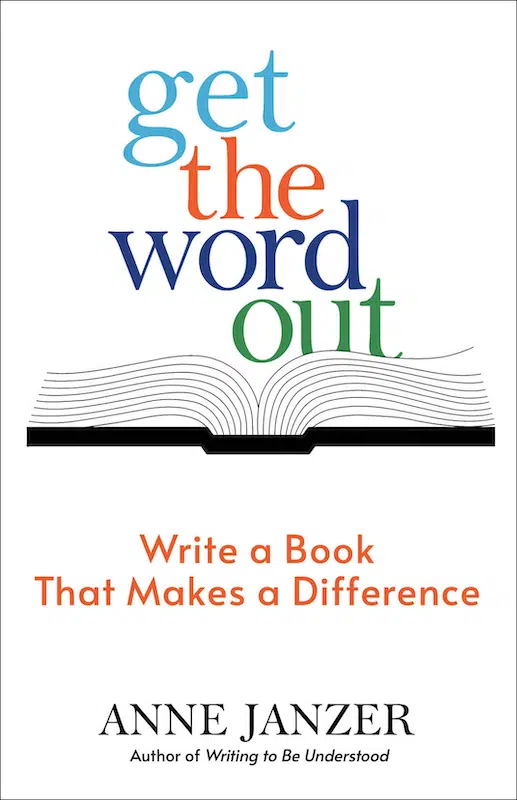 get
the
word
out
Write a Book
That Makes a Difference
ANNE JANZER
Author of Writing to Be Understood